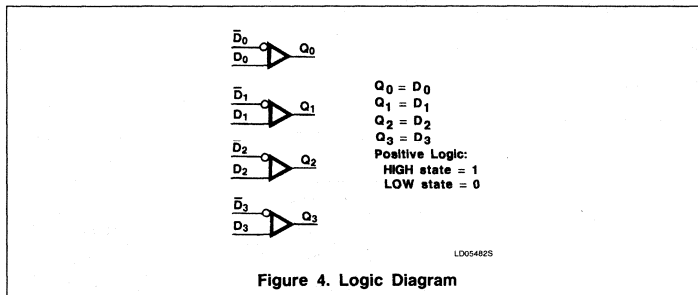 D̅0
D0
Q0
D̅1
D1
Q1
D̅2
D2
Q2
D̅3
D3
Q3
Q0 = D0
Q1 = D1
Q2 = D2
Q3 = D3
Positive Logic:
HIGH state = 1
LOW state = 0
LD05482S
Figure 4. Logic Diagram